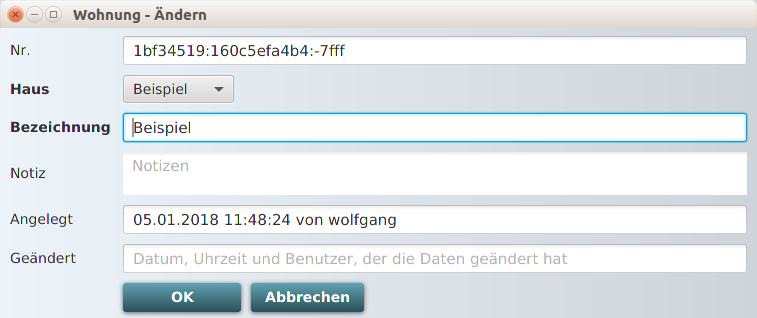 Wohnung - Ändern
Nr. 1bf34519:160c5efa4b4:-7fff
Haus Beispiel
Bezeichnung Beispiel
Notiz Notizen
Angelegt 05.01.2018 11:48:24 von wolfgang
Geändert Datum, Uhrzeit und Benutzer, der die Daten geändert hat
OK Abbrechen